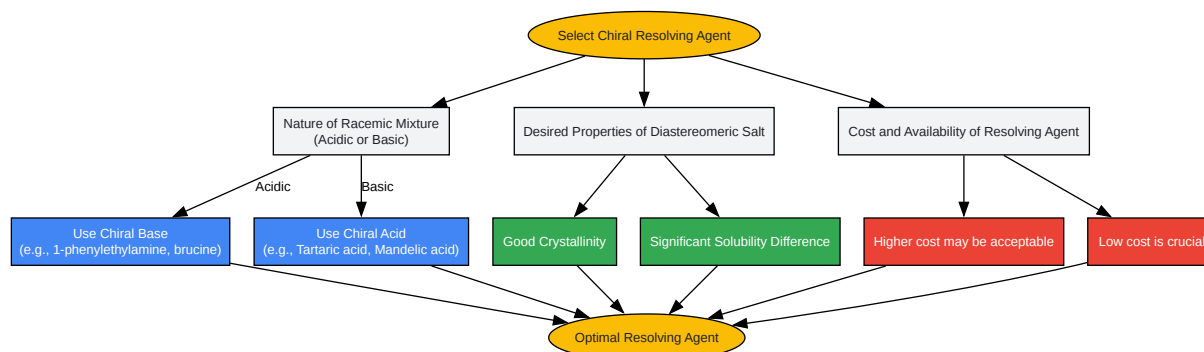 Select Chiral Resolving Agent
Nature of Racemic Mixture
(Acidic or Basic)
Desired Properties of Diastereomeric Salt
Cost and Availability of Resolving Agent
Acidic
Basic
Use Chiral Base
(e.g., 1-phenylethylamine, brucine)
Use Chiral Acid
(e.g., Tartaric acid, Mandelic acid)
Good Crystallinity
Significant Solubility Difference
Higher cost may be acceptable
Low cost is crucial
Optimal Resolving Agent